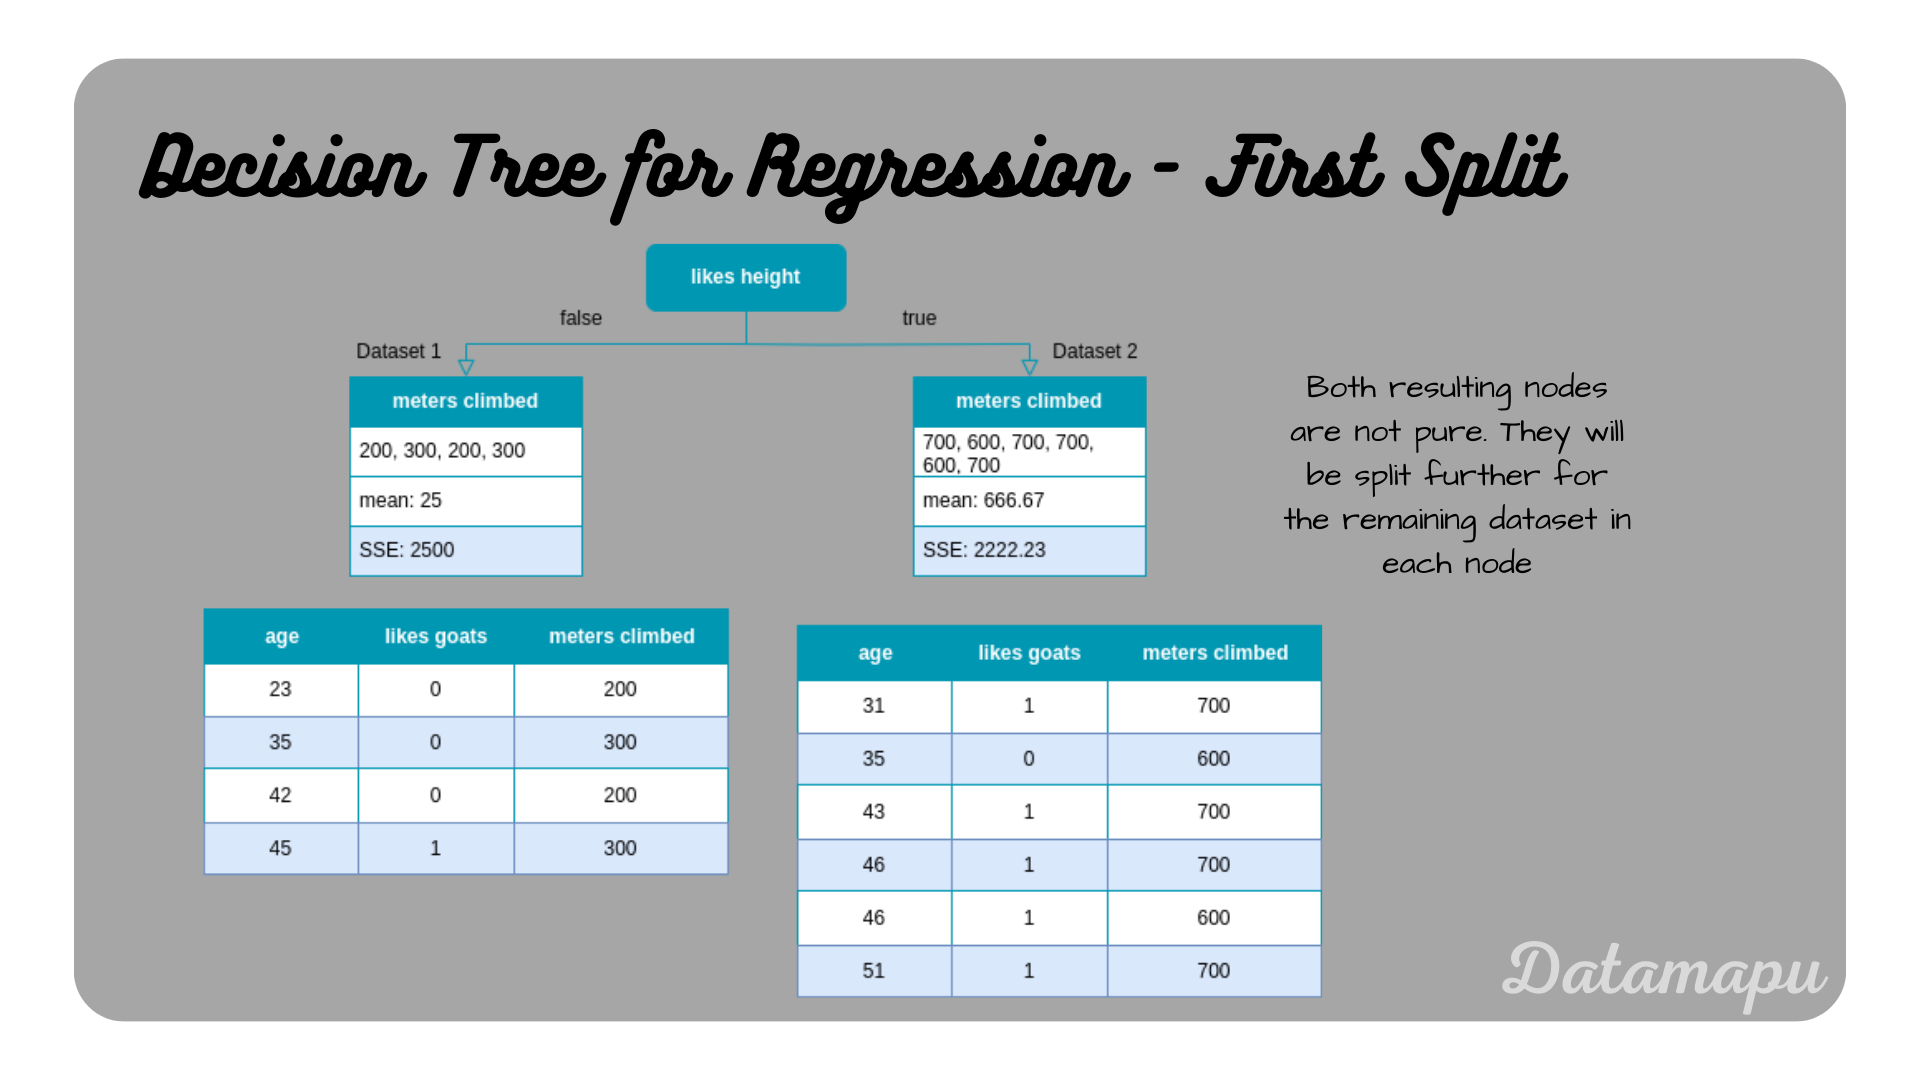 Decision Tree for Regression - First Split
likes height
false
true
Dataset 1
Dataset 2
meters climbed
200, 300, 200, 300
mean: 25
SSE: 2500
meters climbed
700, 600, 700, 700,
600, 700
mean: 666.67
SSE: 2222.23
Both resulting nodes
are not pure. They will
be split further for
the remaining dataset in
each node
age likes goats meters climbed
23 0 200
35 0 300
42 0 200
45 1 300
age likes goats meters climbed
31 1 700
35 0 600
43 1 700
46 1 700
46 1 600
51 1 700
Datamapu